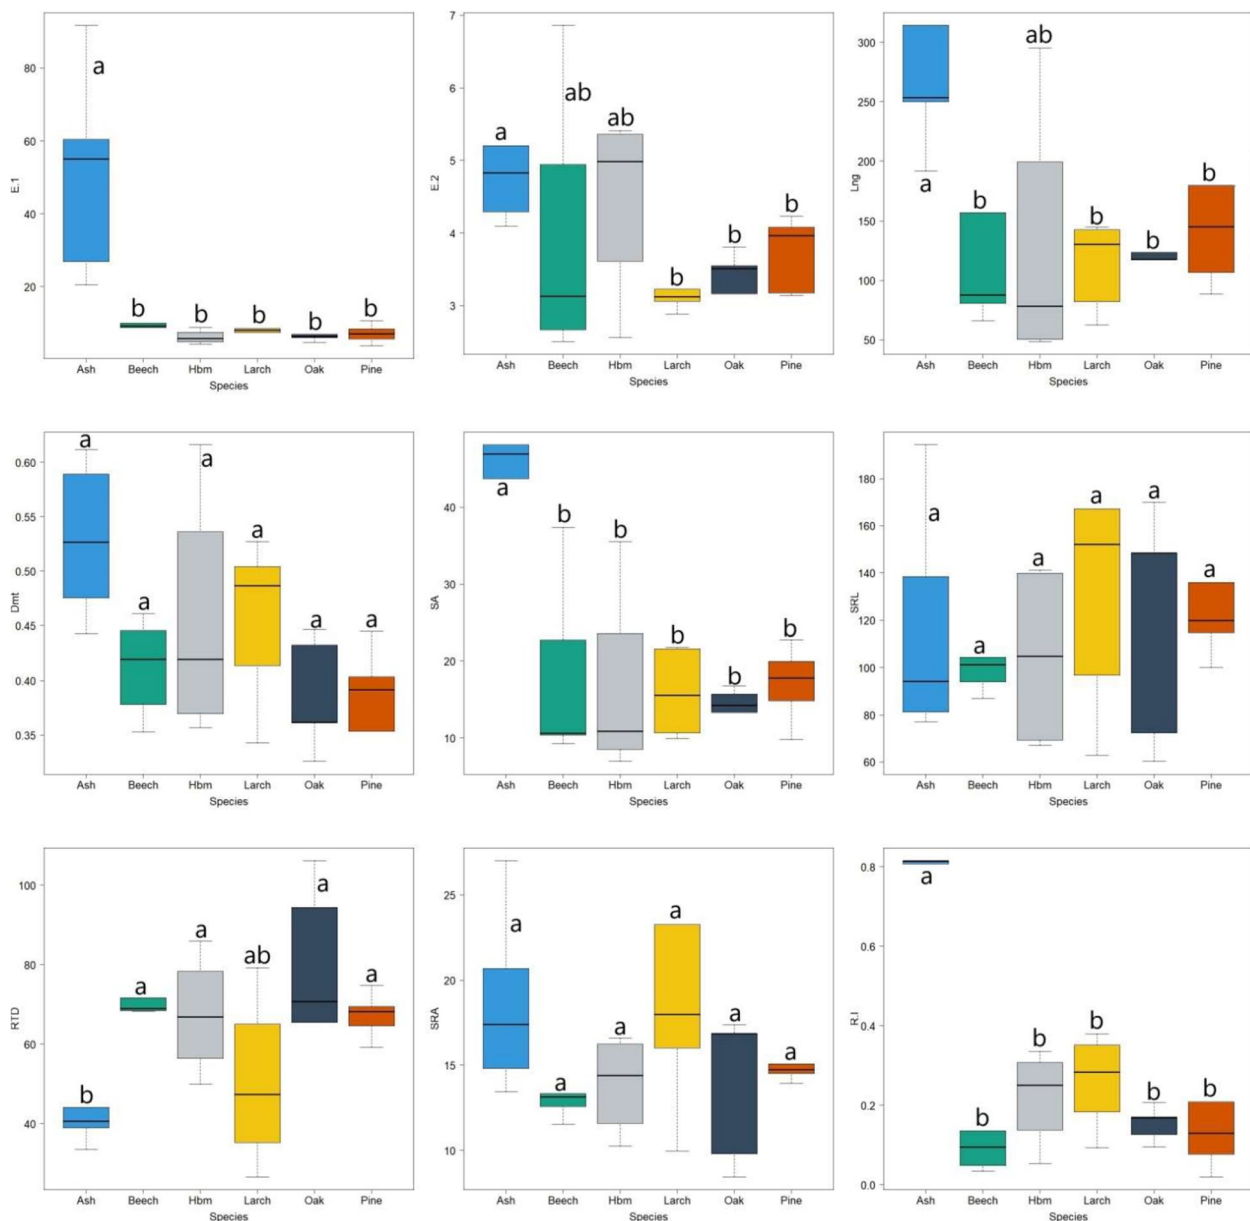 E.1
80
60
40
20
a
b
b
b
b
b
Ash Beech Hbm Larch Oak Pine
Species
E.2
7
6
5
4
3
a
ab
ab
b
b
b
Ash Beech Hbm Larch Oak Pine
Species
Lng
300
250
200
150
100
50
a
b
ab
b
b
b
Ash Beech Hbm Larch Oak Pine
Species
Dmt
0.60
0.55
0.50
0.45
0.40
0.35
a
a
a
a
a
a
Ash Beech Hbm Larch Oak Pine
Species
SA
40
30
20
10
a
b
b
b
b
b
Ash Beech Hbm Larch Oak Pine
Species
SRL
180
160
140
120
100
80
60
a
a
a
a
a
a
Ash Beech Hbm Larch Oak Pine
Species
RTD
100
80
60
40
b
a
a
ab
a
a
Ash Beech Hbm Larch Oak Pine
Species
SRA
25
20
15
10
a
a
a
a
a
a
Ash Beech Hbm Larch Oak Pine
Species
R.I
0.8
0.6
0.4
0.2
0.0
a
b
b
b
b
b
Ash Beech Hbm Larch Oak Pine
Species